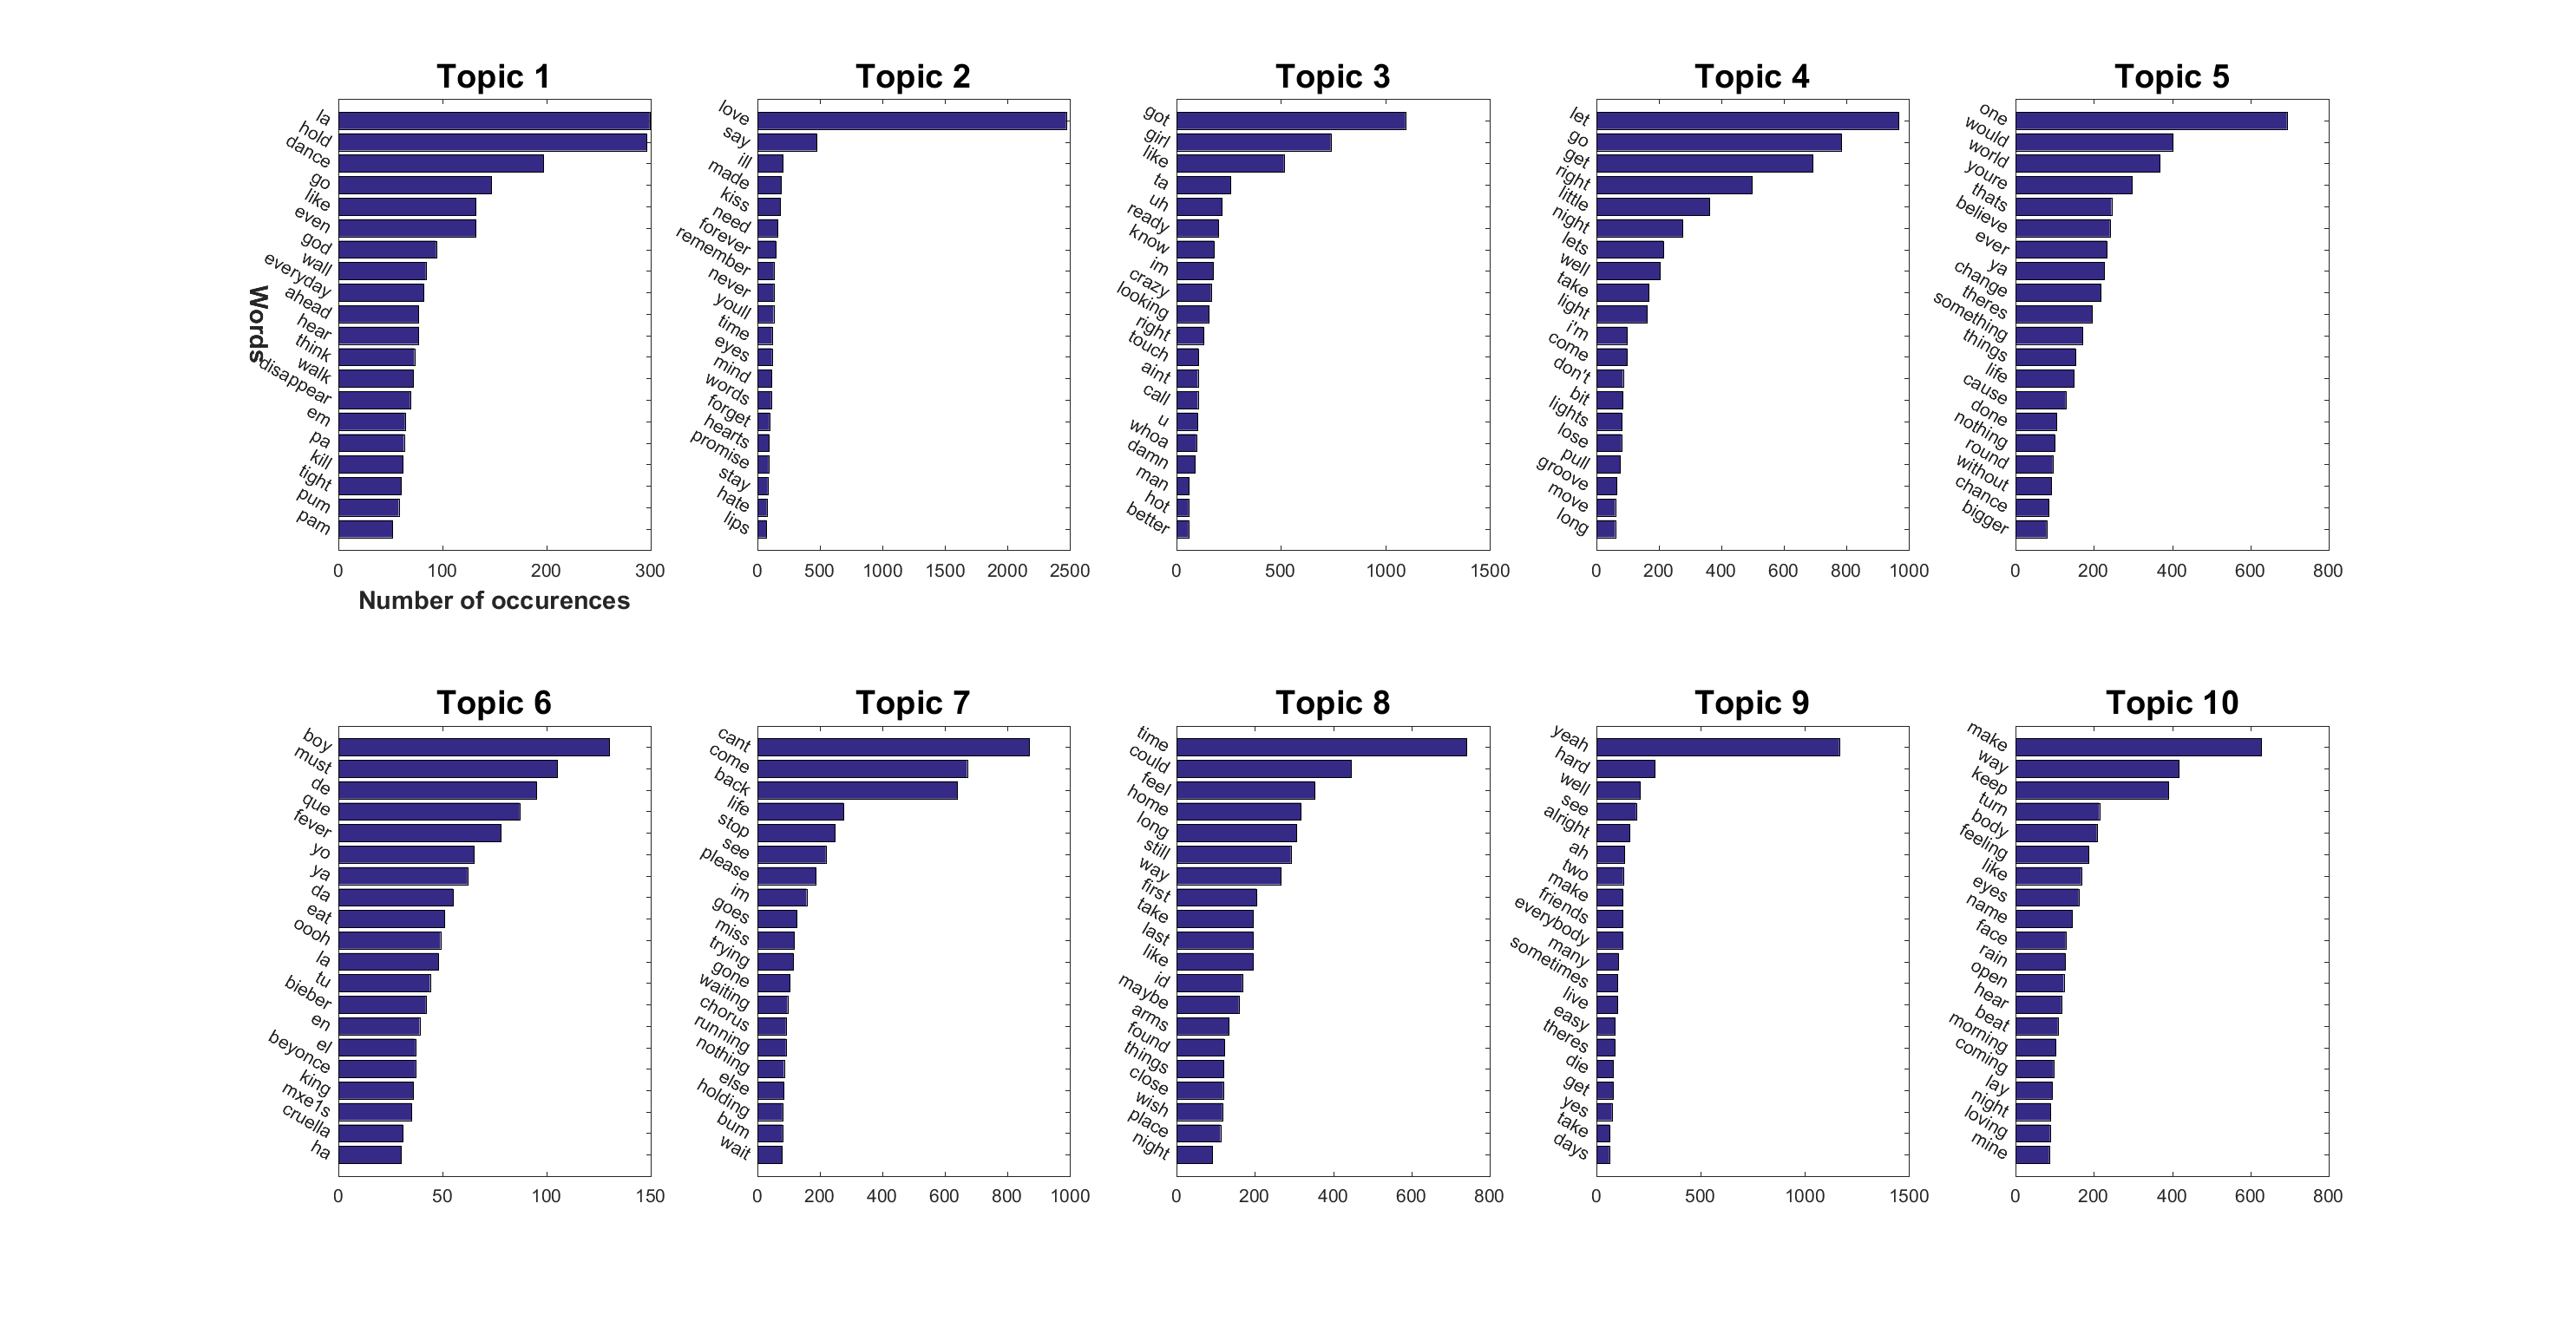 Topic 1
la
hold
dance
go
like
even
god
wall
everyday
ahead
hear
think
walk
disappear
em
pa
kill
tight
pum
pam
0 100 200 300
Words
Number of occurences
Topic 2
love
say
ill
made
kiss
need
forever
remember
never
youll
time
eyes
mind
words
forget
hearts
promise
stay
hate
lips
0 500 1000 1500 2000 2500
Topic 3
got
girl
like
ta
uh
ready
know
im
crazy
looking
right
touch
aint
call
u
whoa
damn
man
hot
better
0 500 1000 1500
Topic 4
let
go
get
right
little
night
lets
well
take
light
i'm
come
don't
bit
lights
lose
pull
groove
move
long
0 200 400 600 800 1000
Topic 5
one
would
world
youre
thats
believe
ever
ya
change
theres
something
things
life
cause
done
nothing
round
without
chance
bigger
0 200 400 600 800
Topic 6
boy
must
de
que
fever
yo
ya
da
eat
oooh
la
tu
bieber
en
el
beyonce
king
mxe1s
cruella
ha
0 50 100 150
Topic 7
cant
come
back
life
stop
see
please
im
goes
miss
trying
gone
waiting
chorus
running
nothing
else
holding
bum
wait
0 200 400 600 800 1000
Topic 8
time
could
feel
home
long
still
way
first
take
last
like
id
maybe
arms
found
things
close
wish
place
night
0 200 400 600 800
Topic 9
yeah
hard
well
see
alright
ah
two
make
friends
everybody
many
sometimes
live
easy
theres
die
get
yes
take
days
0 500 1000 1500
Topic 10
make
way
keep
turn
body
feeling
like
eyes
name
face
rain
open
hear
beat
morning
coming
lay
night
loving
mine
0 200 400 600 800